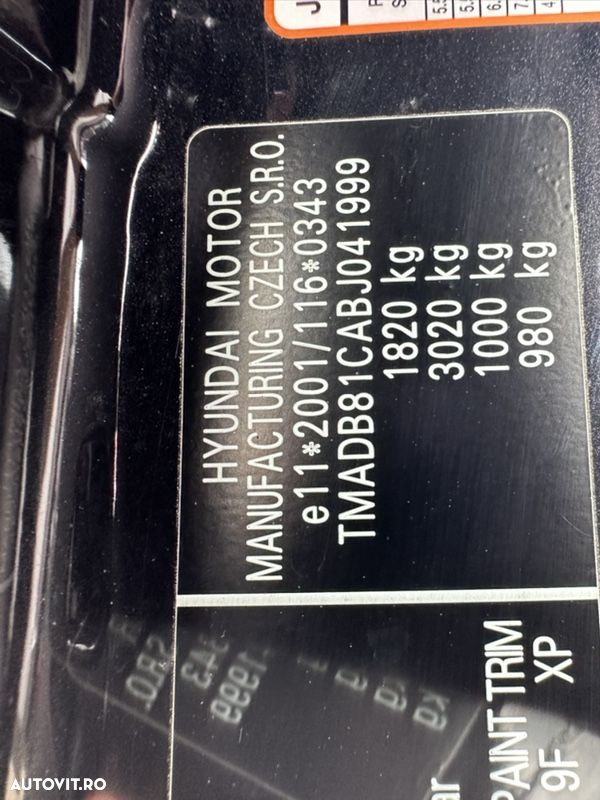 HYUNDAI MOTOR
MANUFACTURING CZECH S.R.O.
e11*2001/116*0343
TMADB81CABJ041999
1820 kg
3020 kg
1000 kg
980 kg
PAINT TRIM
9F XP
AUTOVIT.RO